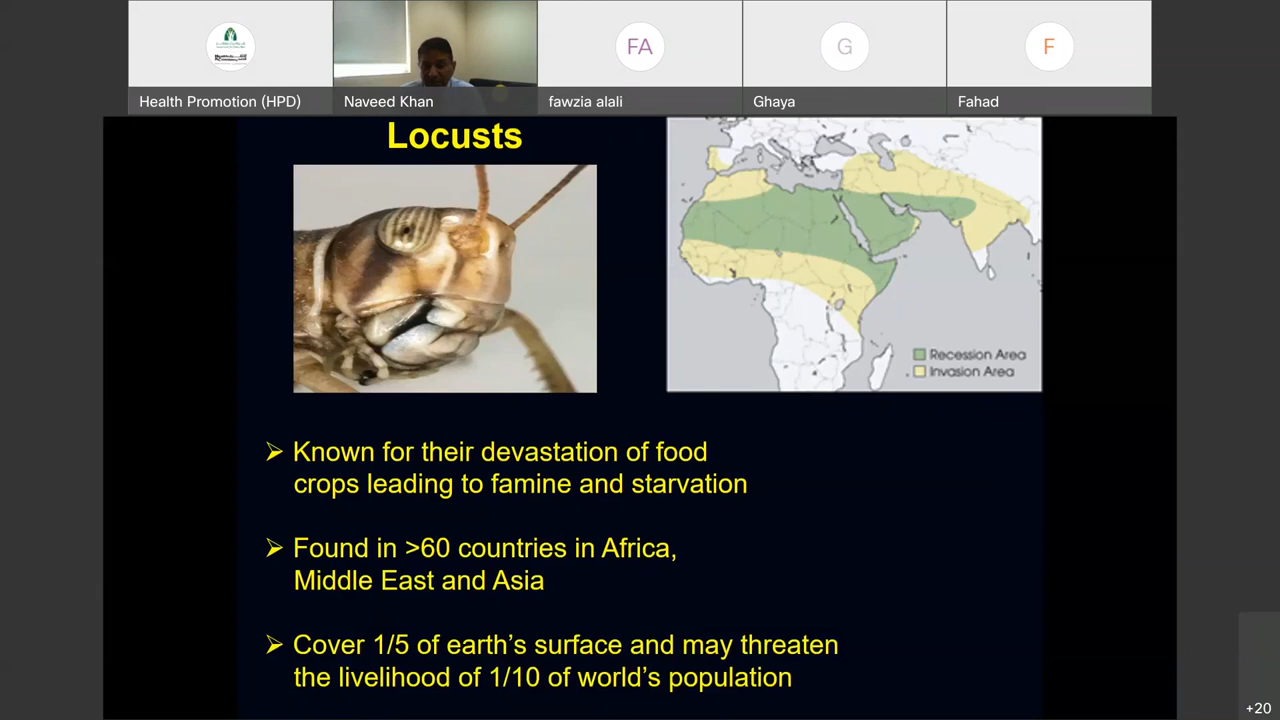 FA
G
F
Health Promotion (HPD)
Naveed Khan
fawzia alali
Ghaya
Fahad
Locusts
Recession Area
Invasion Area
➢ Known for their devastation of food
crops leading to famine and starvation
➢ Found in >60 countries in Africa,
Middle East and Asia
➢ Cover 1/5 of earth’s surface and may threaten
the livelihood of 1/10 of world’s population
+20